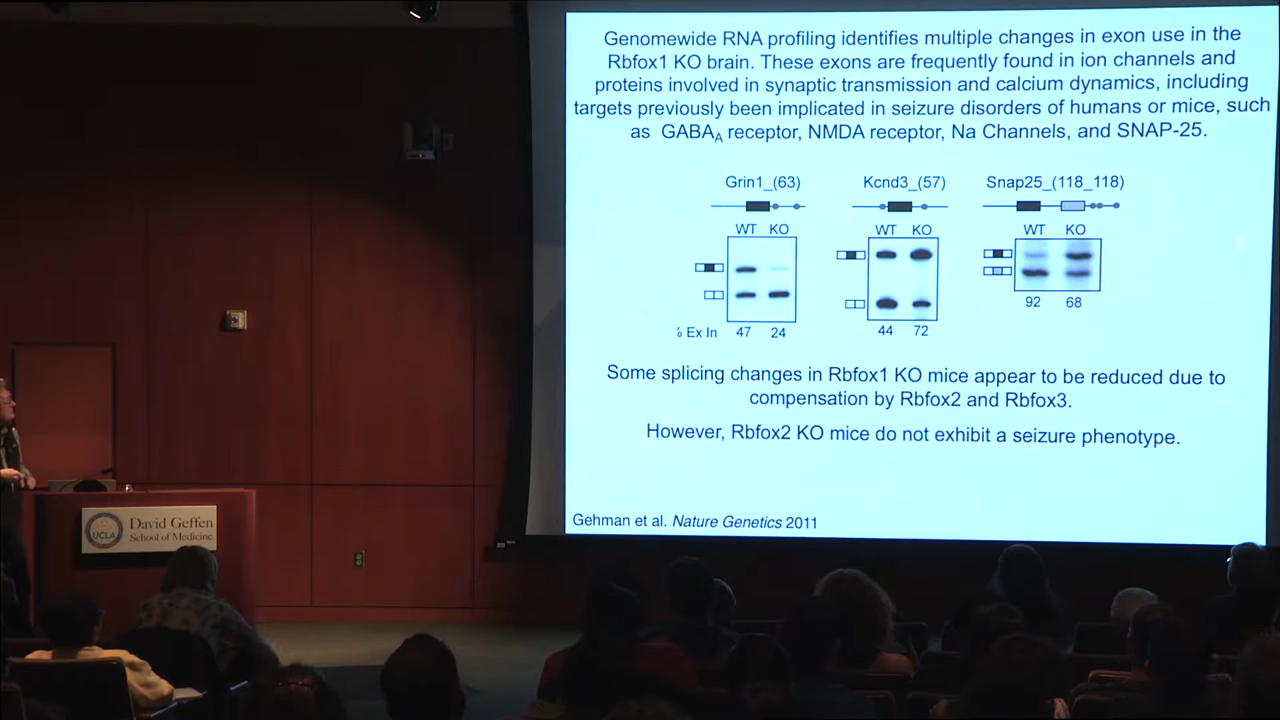 Genomewide RNA profiling identifies multiple changes in exon use in the
Rbfox1 KO brain. These exons are frequently found in ion channels and
proteins involved in synaptic transmission and calcium dynamics, including
targets previously been implicated in seizure disorders of humans or mice, such
as GABAA receptor, NMDA receptor, Na Channels, and SNAP-25.
Grin1_(63) Kcnd3_(57) Snap25_(118_118)
WT KO WT KO WT KO
92 68
% Ex In 47 24 44 72
Some splicing changes in Rbfox1 KO mice appear to be reduced due to
compensation by Rbfox2 and Rbfox3.
However, Rbfox2 KO mice do not exhibit a seizure phenotype.
Gehman et al. Nature Genetics 2011
UCLA
David Geffen
School of Medicine